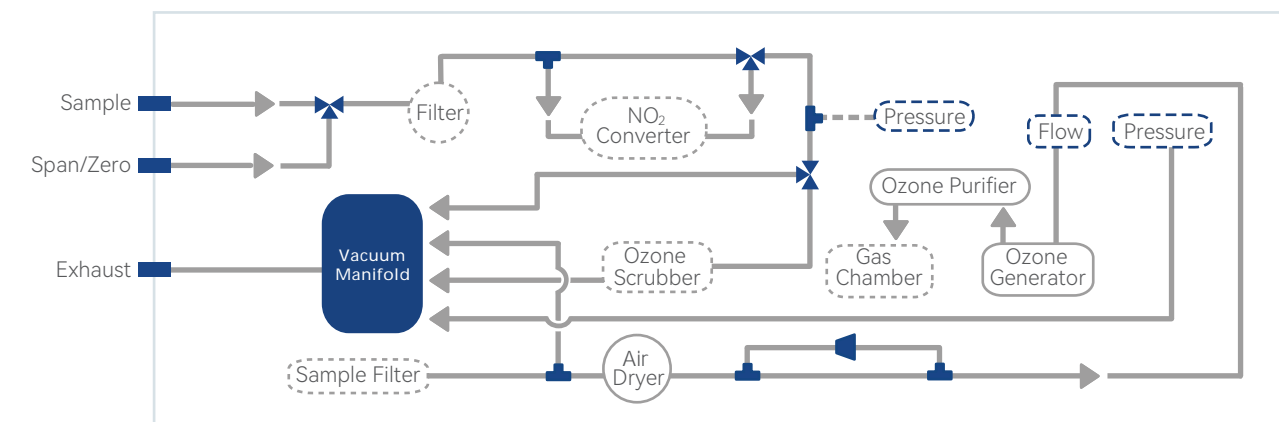 Sample
Filter
NO₂
Converter
Pressure
Flow
Pressure
Span/Zero
Ozone Purifier
Vacuum
Manifold
Exhaust
Ozone
Scrubber
Gas
Chamber
Ozone
Generator
Sample Filter
Air
Dryer